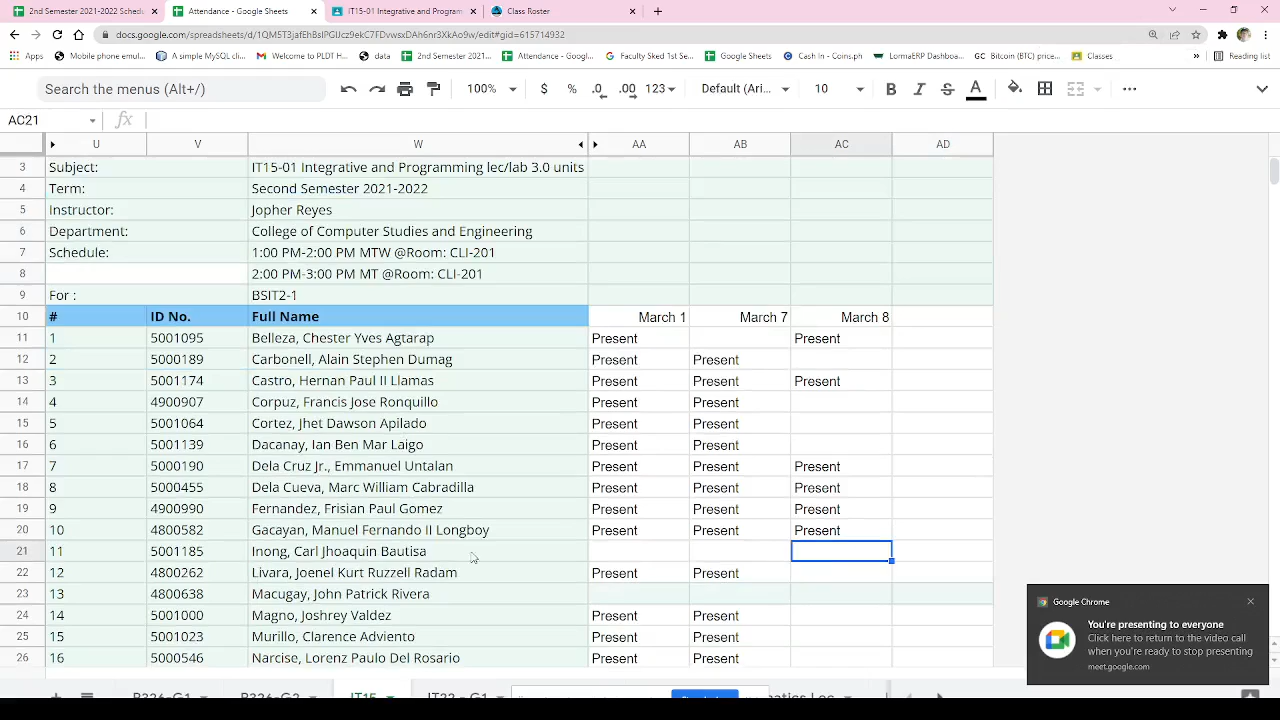 2nd Semester 2021-2022 Schedu
Attendance - Google Sheets
IT15-01 Integrative and Program
Class Roster
docs.google.com/spreadsheets/d/
/edit#gid=615714932
Apps
Mobile phone emul...
A simple MySQL cli...
Welcome to PLDT H...
data
2nd Semester 2021...
Attendance - Googl...
Faculty Sked 1st Se...
Google Sheets
Cash In - Coins.ph
LormaERP Dormitory...
Bitcoin (BTC) price...
Classes
Reading list
Search the menus (Alt+/)
$ % .0 .00 123
100%
Default (Ari...
10
B I S A
AC21
fx
U V W AA AB AC AD
3 Subject: IT15-01 Integrative and Programming lec/lab 3.0 units
4 Term: Second Semester 2021-2022
5 Instructor: Jopher Reyes
6 Department: College of Computer Studies and Engineering
7 Schedule: 1:00 PM-2:00 PM MTW @Room: CLI-201
8 2:00 PM-3:00 PM MT @Room: CLI-201
9 For : BSIT2-1
10 # ID No. Full Name March 1 March 7 March 8
11 1 5001095 Belleza, Chester Yves Agtarap Present Present
12 2 5000189 Carbonell, Alain Stephen Dumag Present Present
13 3 5001174 Castro, Hernan Paul II Llamas Present Present Present
14 4 4900907 Corpuz, Francis Jose Ronquillo Present Present
15 5 5001064 Cortez, Jhet Dawson Apilado Present Present
16 6 5001139 Dacanay, Ian Ben Mar Laigo Present Present
17 7 5000190 Dela Cruz Jr., Emmanuel Untalan Present Present Present
18 8 5000455 Dela Cueva, Marc William Cabradilla Present Present Present
19 9 4900990 Fernandez, Frisian Paul Gomez Present Present Present
20 10 4800582 Gacayan, Manuel Fernando II Longboy Present Present Present
21 11 5001185 Inong, Carl Jhoaquin Bautisa
22 12 4800262 Livara, Joenel Kurt Ruzzell Radam Present Present
23 13 4800638 Macugay, John Patrick Rivera
24 14 5001000 Magno, Joshrey Valdez Present Present
25 15 5001023 Murillo, Clarence Adviento Present Present
26 16 5000546 Narcise, Lorenz Paulo Del Rosario Present Present
Google Chrome
You're presenting to everyone
Click here to return to the video call
when you're ready to stop presenting
meet.google.com
IT15